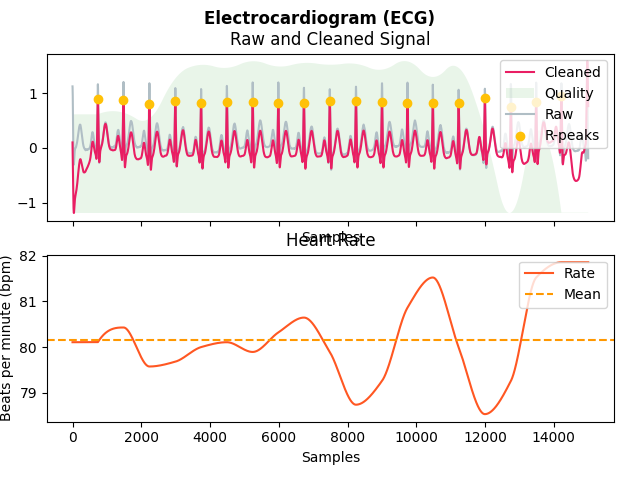 Electrocardiogram (ECG)
Raw and Cleaned Signal
Cleaned
Quality
Raw
R-peaks
1
0
−1
Samples
Heart Rate
Rate
Mean
82
81
80
79
Beats per minute (bpm)
0 2000 4000 6000 8000 10000 12000 14000
Samples